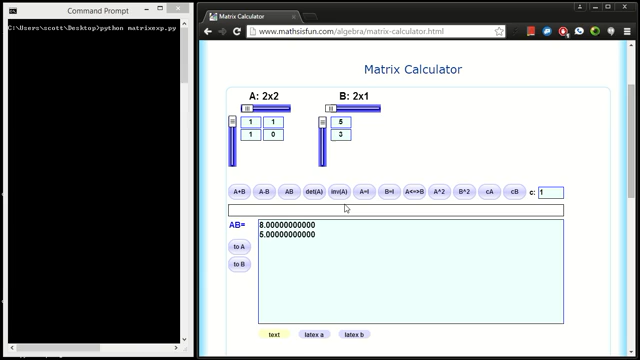 Command Prompt
C:\Users\scott\Desktop>python matrixexp.py
Matrix Calculator
www.mathsisfun.com/algebra/matrix-calculator.html
Matrix Calculator
A: 2x2 B: 2x1
1 1 5
1 0 3
A+B A-B AB det(A) inv(A) A=I B=I A<=>B A^2 B^2 cA cB c: 1
AB= 8.00000000000
5.00000000000
to A
to B
text latex a latex b